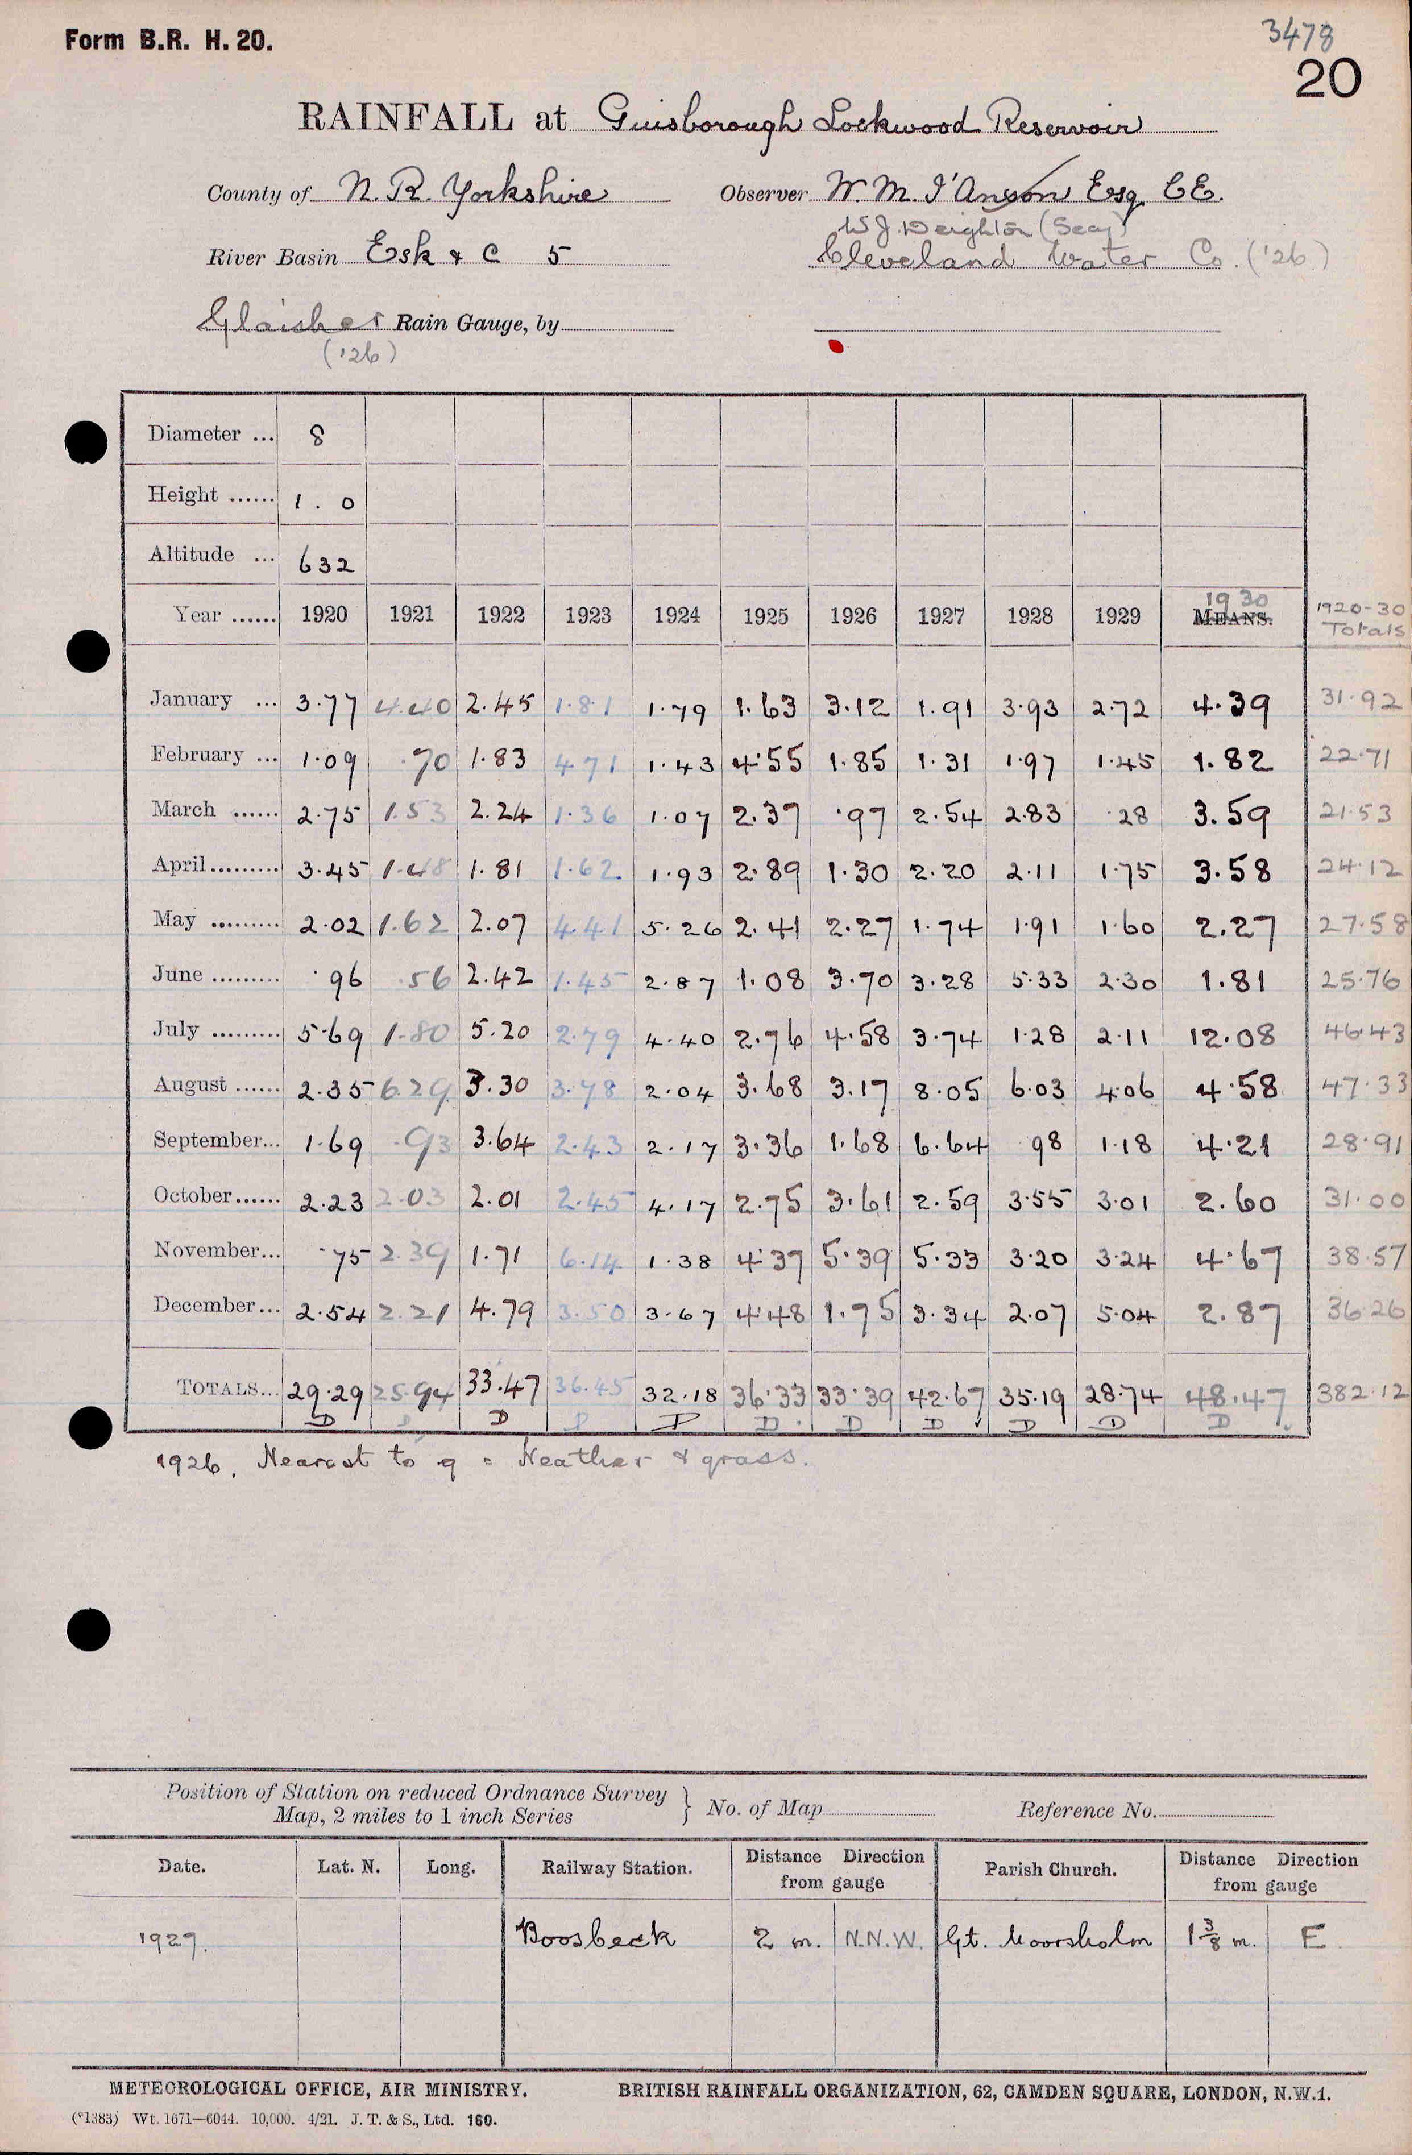 Form B.R. H. 20.
3478
20
RAINFALL at Guisborough Lockwood Reservoir
County of N. R. Yorkshire Observer W. M. I'Anson Esq CE.
W J. Deighton (Secy)
River Basin Esk & C 5 Cleveland Water Co. ('26)
Glaisher Rain Gauge, by
('26)
Diameter ... 8
Height ...... 1. 0
Altitude ... 632
Year ...... 1920 1921 1922 1923 1924 1925 1926 1927 1928 1929 MEANS. 1930 1920-30 Totals
January ... 3.77 4.40 2.45 1.81 1.79 1.63 3.12 1.91 3.93 2.72 4.39 31.92
February ... 1.09 .70 1.83 4.71 1.43 4.55 1.85 1.31 1.97 1.45 1.82 22.71
March ...... 2.75 1.53 2.24 1.36 1.07 2.37 .97 2.54 2.83 .28 3.59 21.53
April......... 3.45 1.48 1.81 1.62 1.93 2.89 1.30 2.20 2.11 1.75 3.58 24.12
May ......... 2.02 1.62 2.07 4.41 5.26 2.41 2.27 1.74 1.91 1.60 2.27 27.58
June ......... .96 .56 2.42 1.45 2.87 1.08 3.70 3.28 5.33 2.30 1.81 25.76
July ......... 5.69 1.80 5.20 2.79 4.40 2.76 4.58 3.74 1.28 2.11 12.08 46.43
August ...... 2.35 6.29 3.30 3.78 2.04 3.68 3.17 8.05 6.03 4.06 4.58 47.33
September... 1.69 .93 3.64 2.43 2.17 3.36 1.68 6.64 .98 1.18 4.21 28.91
October...... 2.23 2.03 2.01 2.45 4.17 2.75 3.61 2.59 3.55 3.01 2.60 31.00
November... .75 2.39 1.71 6.14 1.38 4.37 5.39 5.33 3.20 3.24 4.67 38.57
December... 2.54 2.21 4.79 3.50 3.67 4.48 1.75 3.34 2.07 5.04 2.87 36.26
TOTALS... 29.29 25.94 33.47 36.45 32.18 36.33 33.39 42.67 35.19 28.74 48.47 382.12
D D D D D D D D D D D
1926. Nearest to g = Heather & grass.
Position of Station on reduced Ordnance Survey
Map, 2 miles to 1 inch Series } No. of Map Reference No.
Date. Lat. N. Long. Railway Station. Distance Direction from gauge Parish Church. Distance Direction from gauge
1927. Boosbeck 2 m. N.N.W. Gt. Moorsholm 1 3/8 m. E
METEOROLOGICAL OFFICE, AIR MINISTRY. BRITISH RAINFALL ORGANIZATION, 62, CAMDEN SQUARE, LONDON, N.W.1.
(*1383) Wt. 1671—6044. 10,000. 4/21. J. T. & S., Ltd. 160.